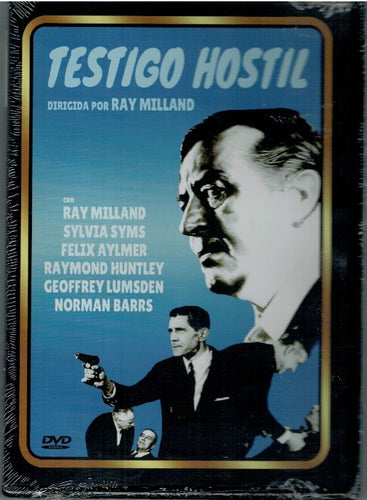 TESTIGO HOSTIL
DIRIGIDA POR RAY MILLAND
con
RAY MILLAND
SYLVIA SYMS
FELIX AYLMER
RAYMOND HUNTLEY
GEOFFREY LUMSDEN
NORMAN BARRS
DVD
VIDEO